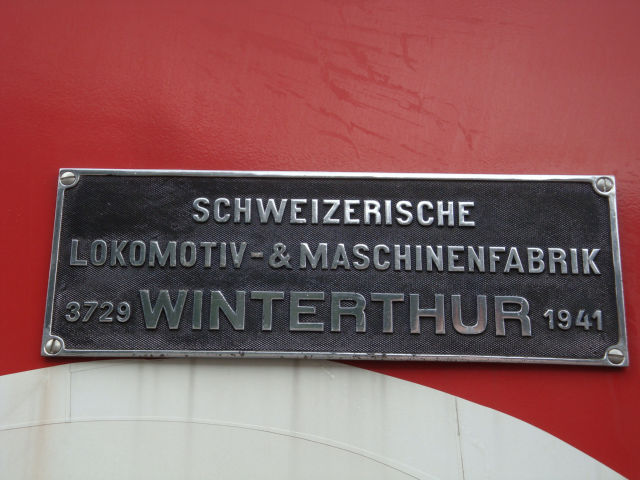 SCHWEIZERISCHE
LOKOMOTIV-&MASCHINENFABRIK
3729 WINTERTHUR 1941